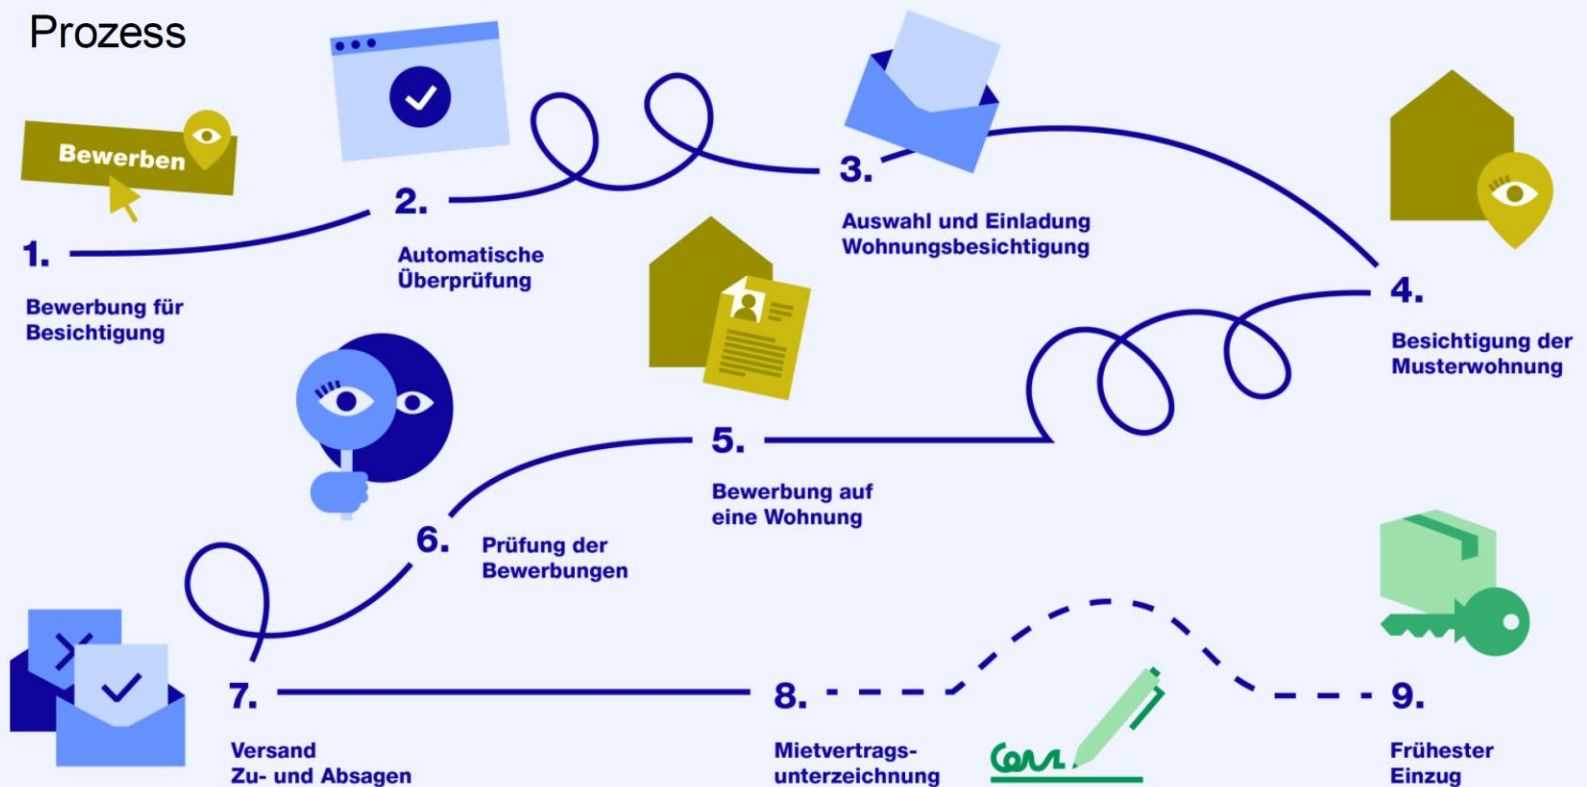 Prozess
Bewerben
1.
Bewerbung für
Besichtigung
2.
Automatische
Überprüfung
3.
Auswahl und Einladung
Wohnungsbesichtigung
4.
Besichtigung der
Musterwohnung
5.
Bewerbung auf
eine Wohnung
6.
Prüfung der
Bewerbungen
7.
Versand
Zu- und Absagen
8.
Mietvertrags-
unterzeichnung
9.
Frühester
Einzug